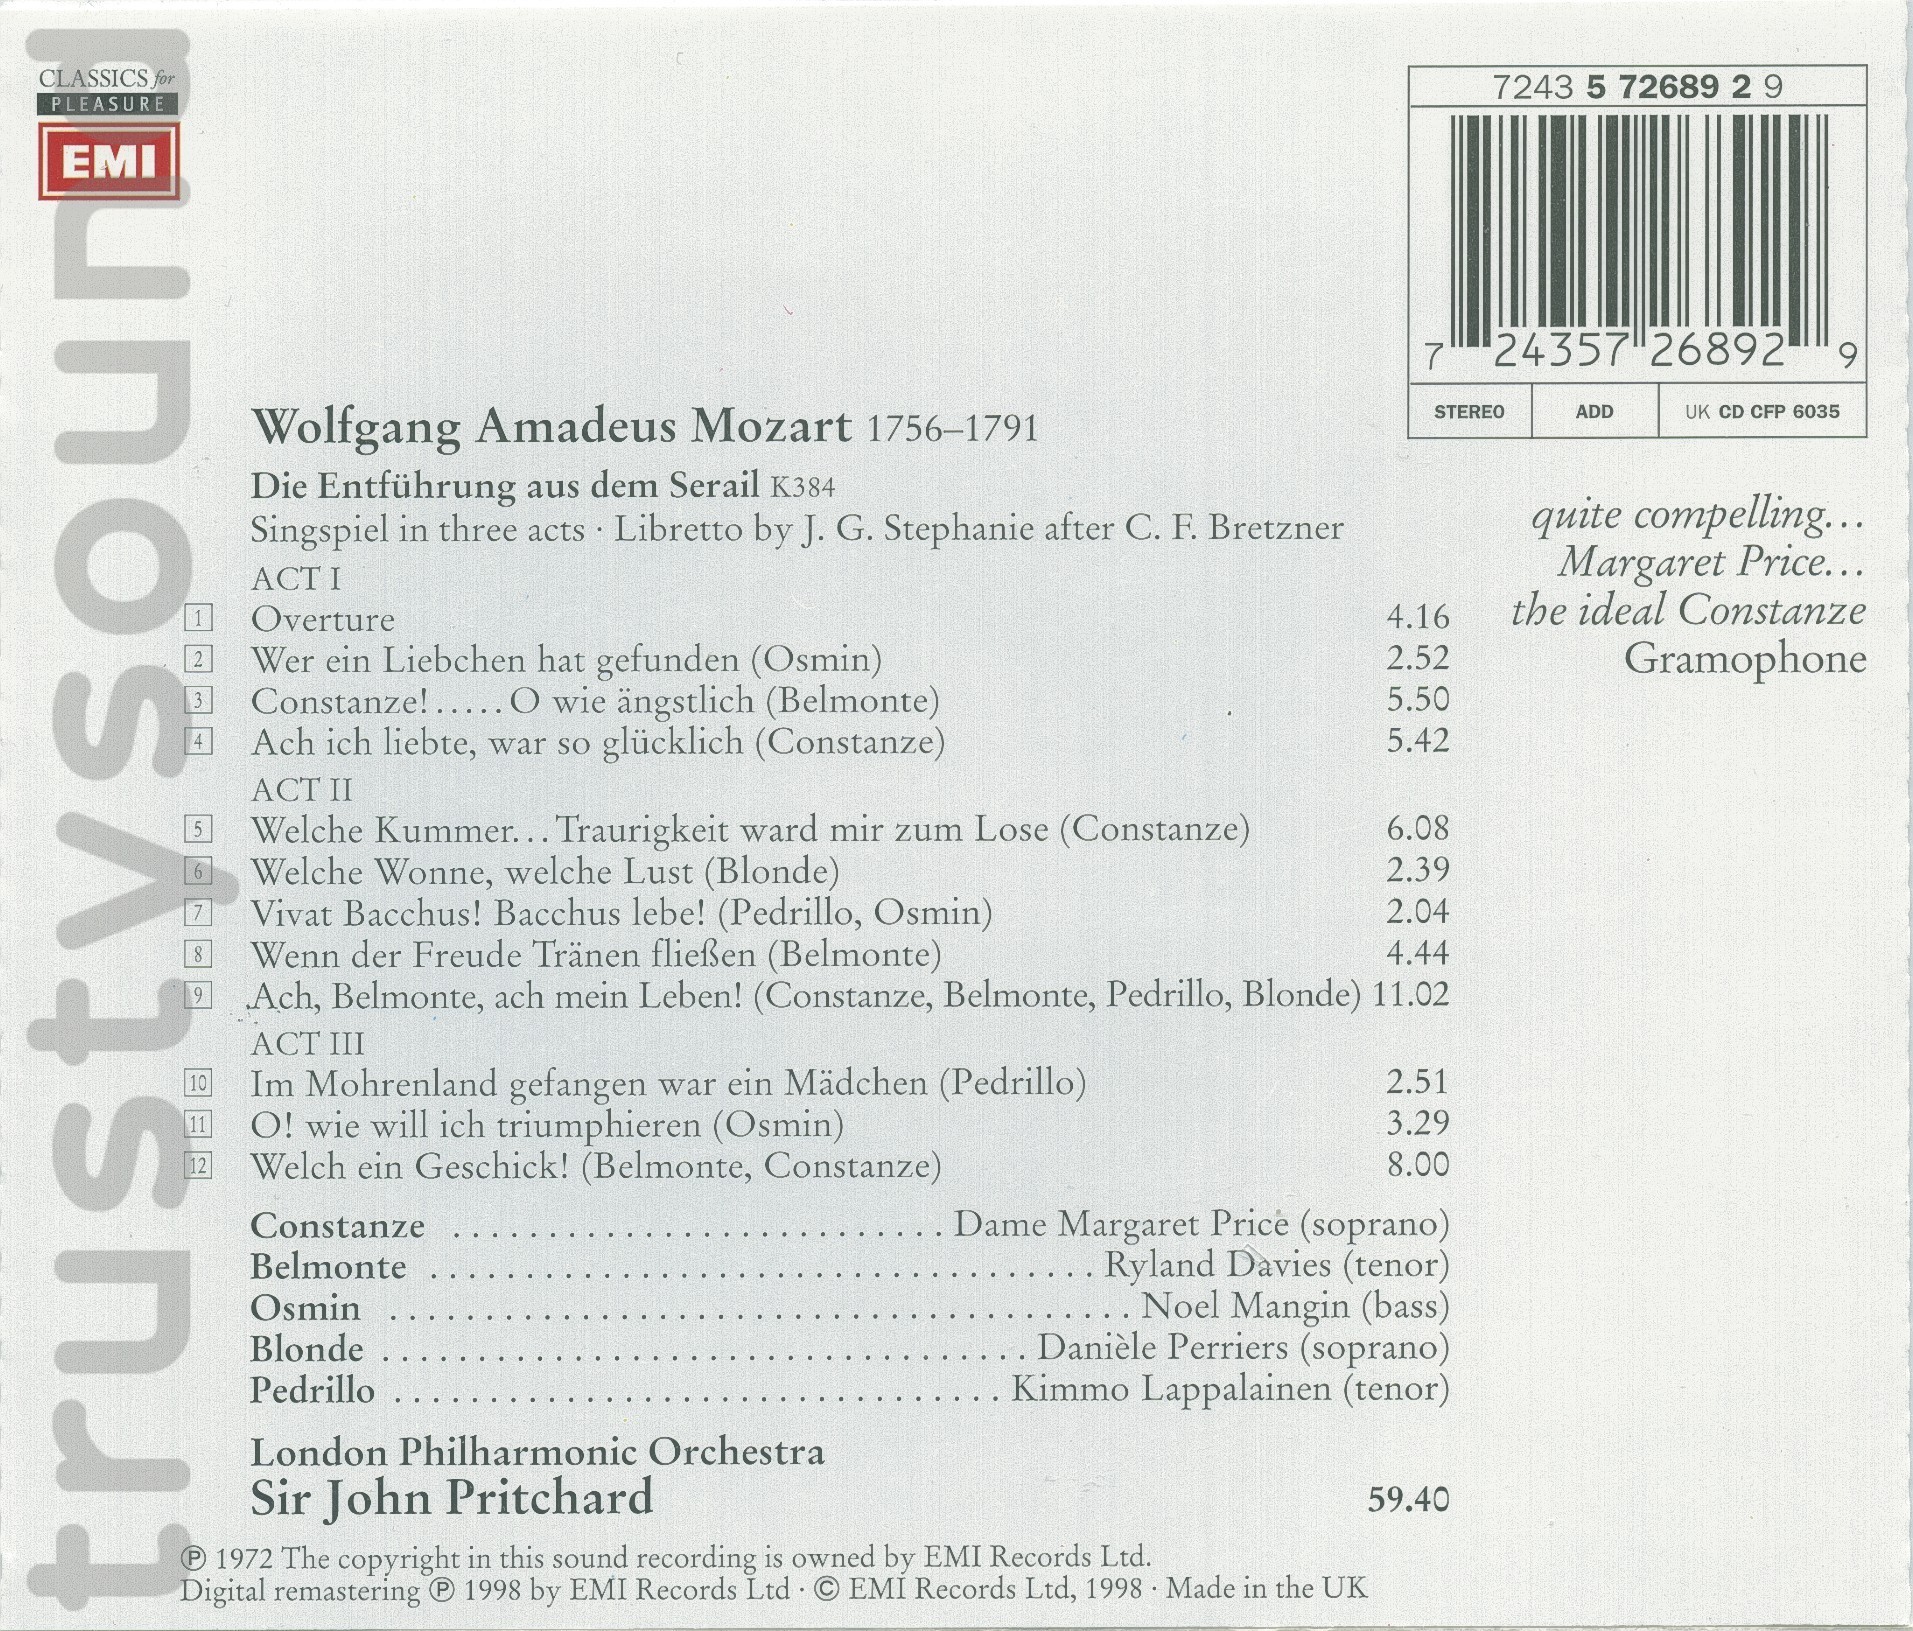 trustysound
CLASSICS for
PLEASURE
EMI
7243 5 72689 2 9
7 24357 26892 9
STEREO ADD UK CD CFP 6035
Wolfgang Amadeus Mozart 1756–1791
Die Entführung aus dem Serail K384
Singspiel in three acts · Libretto by J. G. Stephanie after C. F. Bretzner
quite compelling...
Margaret Price...
the ideal Constanze
Gramophone
ACT I
1 Overture 4.16
2 Wer ein Liebchen hat gefunden (Osmin) 2.52
3 Constanze!.....O wie ängstlich (Belmonte) 5.50
4 Ach ich liebte, war so glücklich (Constanze) 5.42
ACT II
5 Welche Kummer...Traurigkeit ward mir zum Lose (Constanze) 6.08
6 Welche Wonne, welche Lust (Blonde) 2.39
7 Vivat Bacchus! Bacchus lebe! (Pedrillo, Osmin) 2.04
8 Wenn der Freude Tränen fließen (Belmonte) 4.44
9 Ach, Belmonte, ach mein Leben! (Constanze, Belmonte, Pedrillo, Blonde) 11.02
ACT III
10 Im Mohrenland gefangen war ein Mädchen (Pedrillo) 2.51
11 O! wie will ich triumphieren (Osmin) 3.29
12 Welch ein Geschick! (Belmonte, Constanze) 8.00
Constanze .......................... Dame Margaret Price (soprano)
Belmonte ................................... Ryland Davies (tenor)
Osmin ....................................... Noel Mangin (bass)
Blonde .................................. Danièle Perriers (soprano)
Pedrillo ................................ Kimmo Lappalainen (tenor)
London Philharmonic Orchestra
Sir John Pritchard 59.40
℗ 1972 The copyright in this sound recording is owned by EMI Records Ltd.
Digital remastering ℗ 1998 by EMI Records Ltd · © EMI Records Ltd, 1998 · Made in the UK